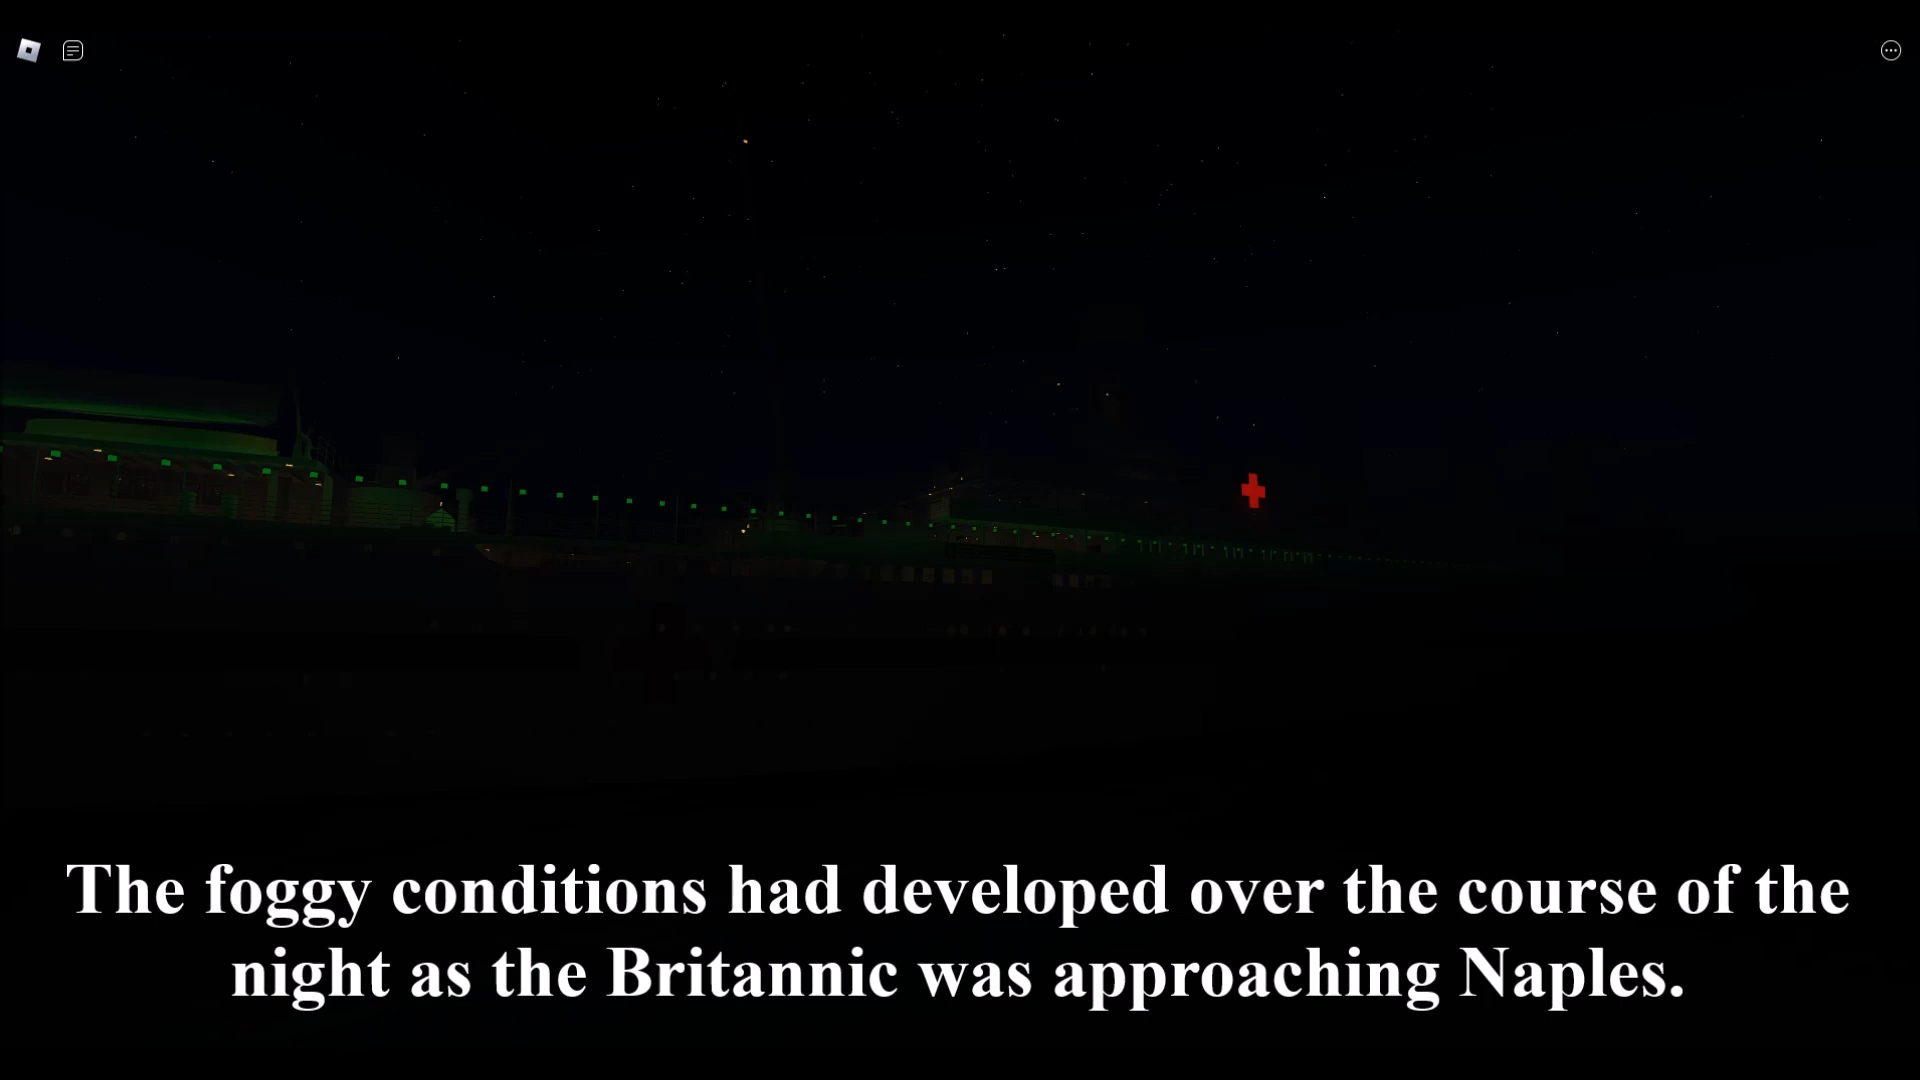 The foggy conditions had developed over the course of the
night as the Britannic was approaching Naples.